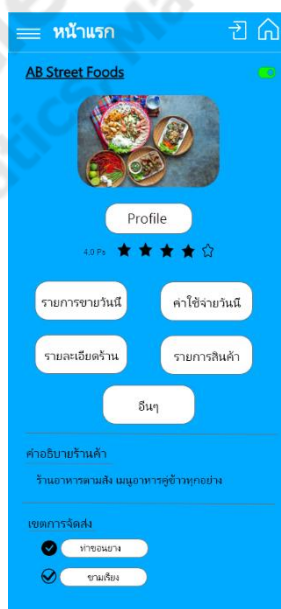 หน้าแรก
AB Street Foods
Profile
4.0 Ps
รายการขายวันนี้
ค่าใช้จ่ายวันนี้
รายละเอียดร้าน
รายการสินค้า
อื่นๆ
คำอธิบายร้านค้า
ร้านอาหารตามสั่ง เมนูอาหารคู่ข้าวทุกอย่าง
เขตการจัดส่ง
ท่าขอนยาง
ขามเรียง